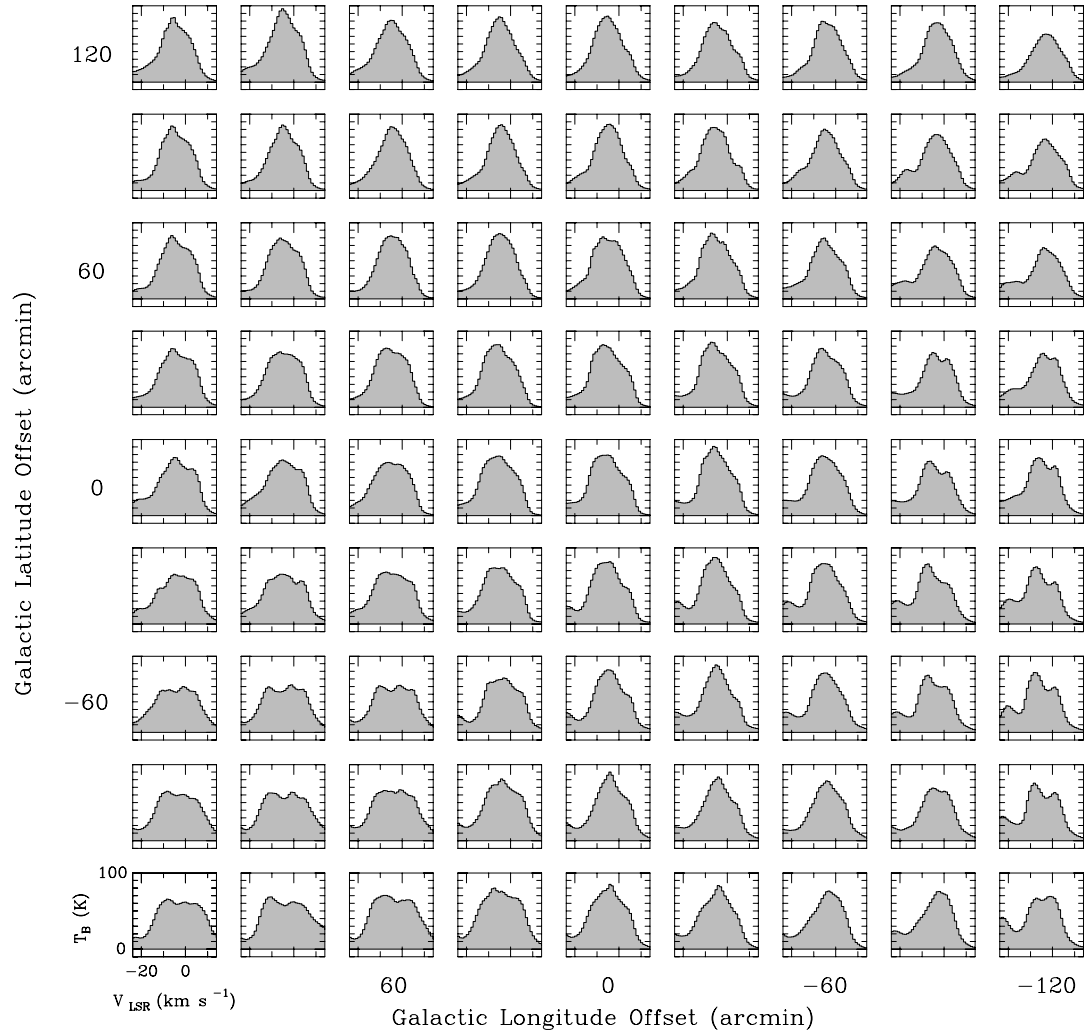 120
60
0
−60
Galactic Latitude Offset (arcmin)
100
0
T_B (K)
−20 0
V_LSR (km s⁻¹)
60 0 −60 −120
Galactic Longitude Offset (arcmin)